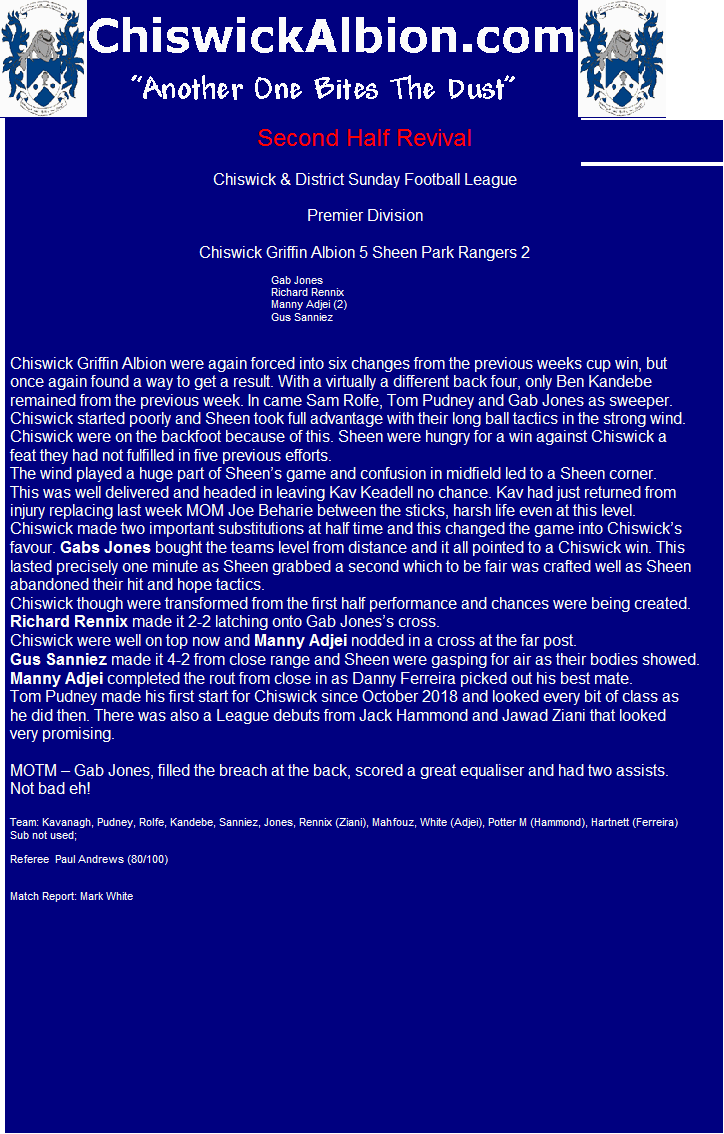 ChiswickAlbion.com
“Another One Bites The Dust”
Second Half Revival
Chiswick & District Sunday Football League
Premier Division
Chiswick Griffin Albion 5 Sheen Park Rangers 2
Gab Jones
Richard Rennix
Manny Adjei (2)
Gus Sanniez
Chiswick Griffin Albion were again forced into six changes from the previous weeks cup win, but
once again found a way to get a result. With a virtually a different back four, only Ben Kandebe
remained from the previous week. In came Sam Rolfe, Tom Pudney and Gab Jones as sweeper.
Chiswick started poorly and Sheen took full advantage with their long ball tactics in the strong wind.
Chiswick were on the backfoot because of this. Sheen were hungry for a win against Chiswick a
feat they had not fulfilled in five previous efforts.
The wind played a huge part of Sheen’s game and confusion in midfield led to a Sheen corner.
This was well delivered and headed in leaving Kav Keadell no chance. Kav had just returned from
injury replacing last week MOM Joe Beharie between the sticks, harsh life even at this level.
Chiswick made two important substitutions at half time and this changed the game into Chiswick’s
favour. Gabs Jones bought the teams level from distance and it all pointed to a Chiswick win. This
lasted precisely one minute as Sheen grabbed a second which to be fair was crafted well as Sheen
abandoned their hit and hope tactics.
Chiswick though were transformed from the first half performance and chances were being created.
Richard Rennix made it 2-2 latching onto Gab Jones’s cross.
Chiswick were well on top now and Manny Adjei nodded in a cross at the far post.
Gus Sanniez made it 4-2 from close range and Sheen were gasping for air as their bodies showed.
Manny Adjei completed the rout from close in as Danny Ferreira picked out his best mate.
Tom Pudney made his first start for Chiswick since October 2018 and looked every bit of class as
he did then. There was also a League debuts from Jack Hammond and Jawad Ziani that looked
very promising.
MOTM – Gab Jones, filled the breach at the back, scored a great equaliser and had two assists.
Not bad eh!
Team: Kavanagh, Pudney, Rolfe, Kandebe, Sanniez, Jones, Rennix (Ziani), Mahfouz, White (Adjei), Potter M (Hammond), Hartnett (Ferreira)
Sub not used;
Referee  Paul Andrews (80/100)
Match Report: Mark White